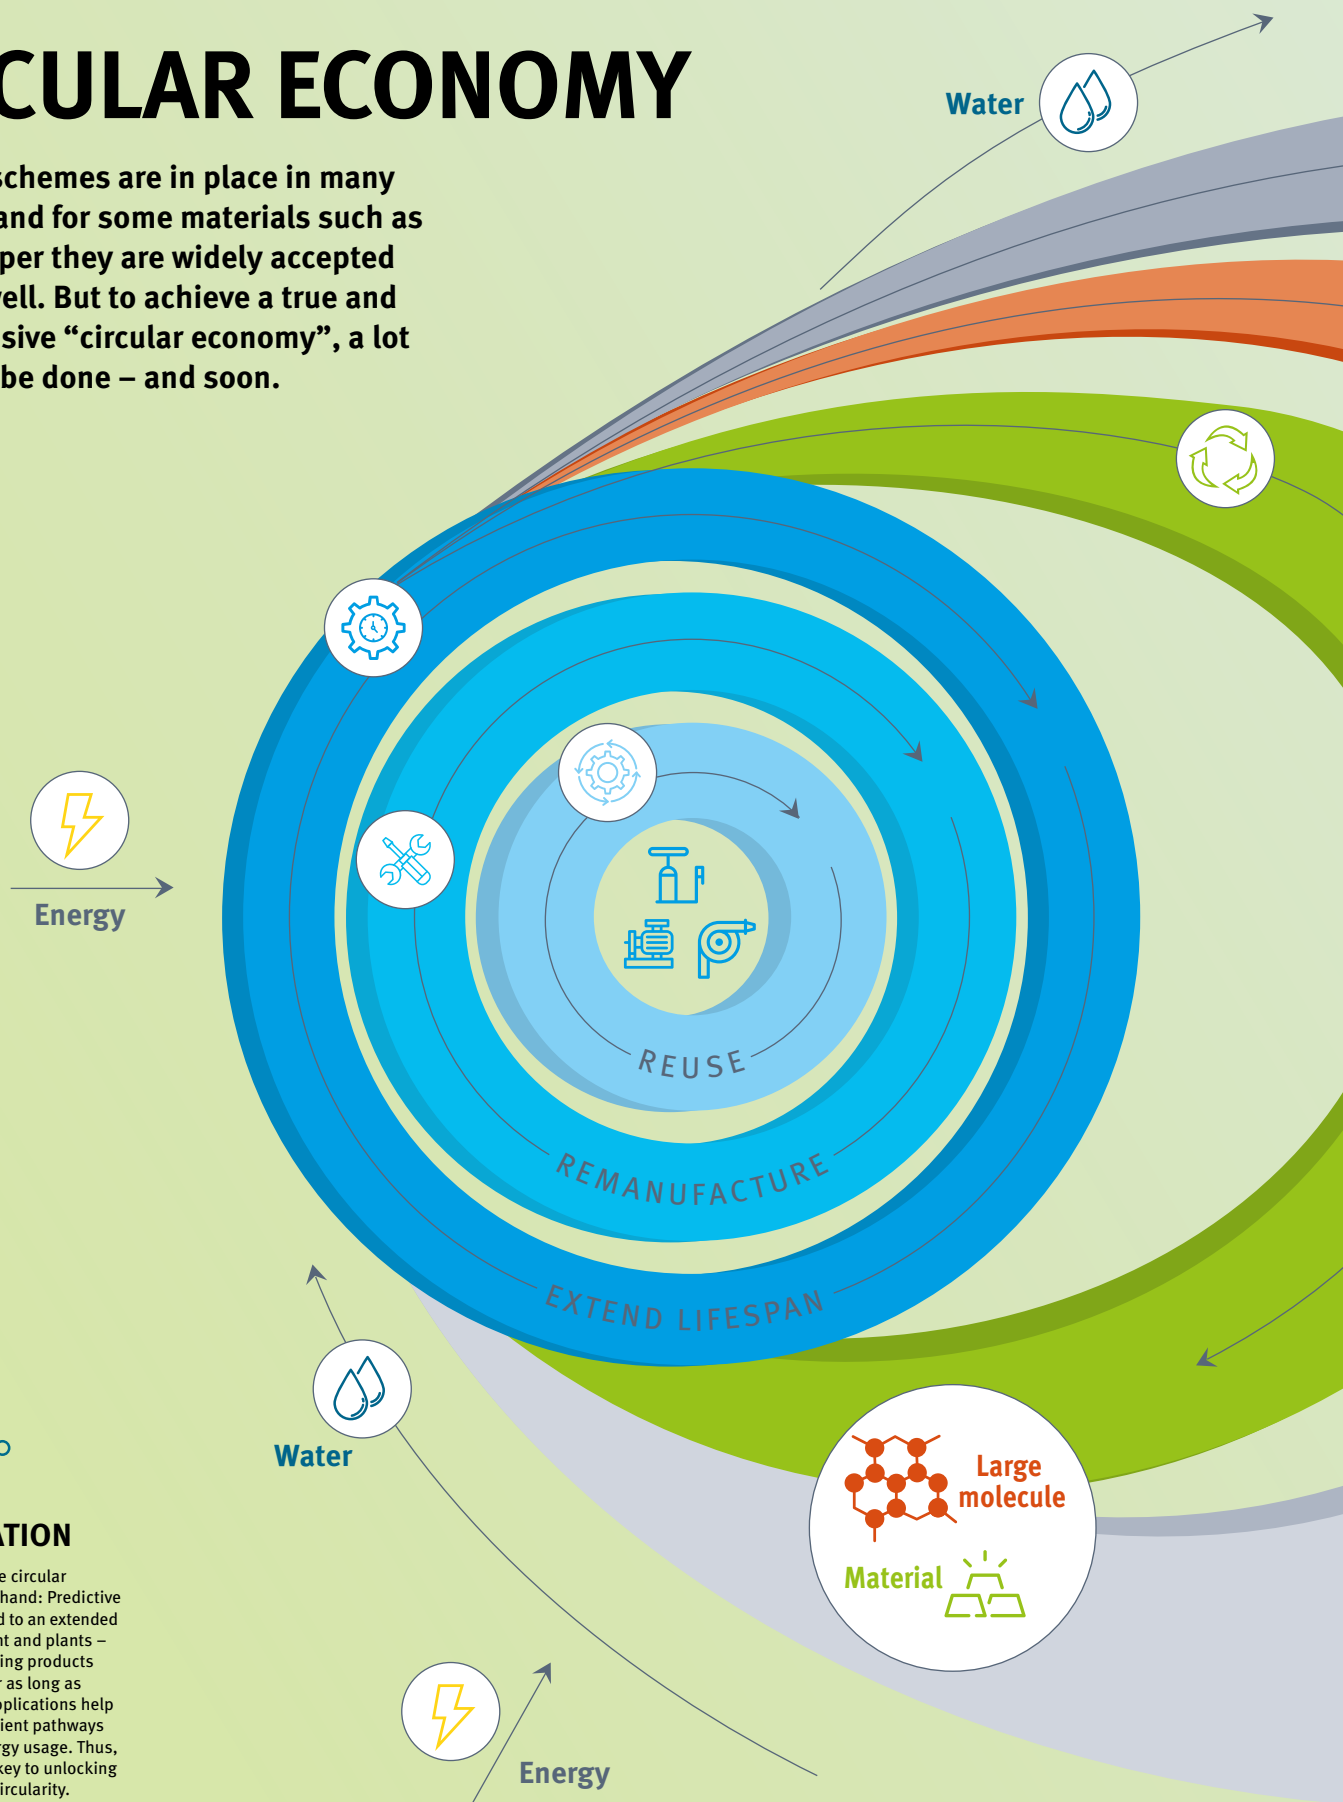 CULAR ECONOMY
schemes are in place in many
and for some materials such as
per they are widely accepted
ell. But to achieve a true and
sive “circular economy”, a lot
be done – and soon.
Water
Energy
REUSE
REMANUFACTURE
EXTEND LIFESPAN
Water
Large
molecule
Material
Energy
ATION
e circular
hand: Predictive
d to an extended
nt and plants –
ing products
r as long as
plications help
ient pathways
rgy usage. Thus,
key to unlocking
ircularity.